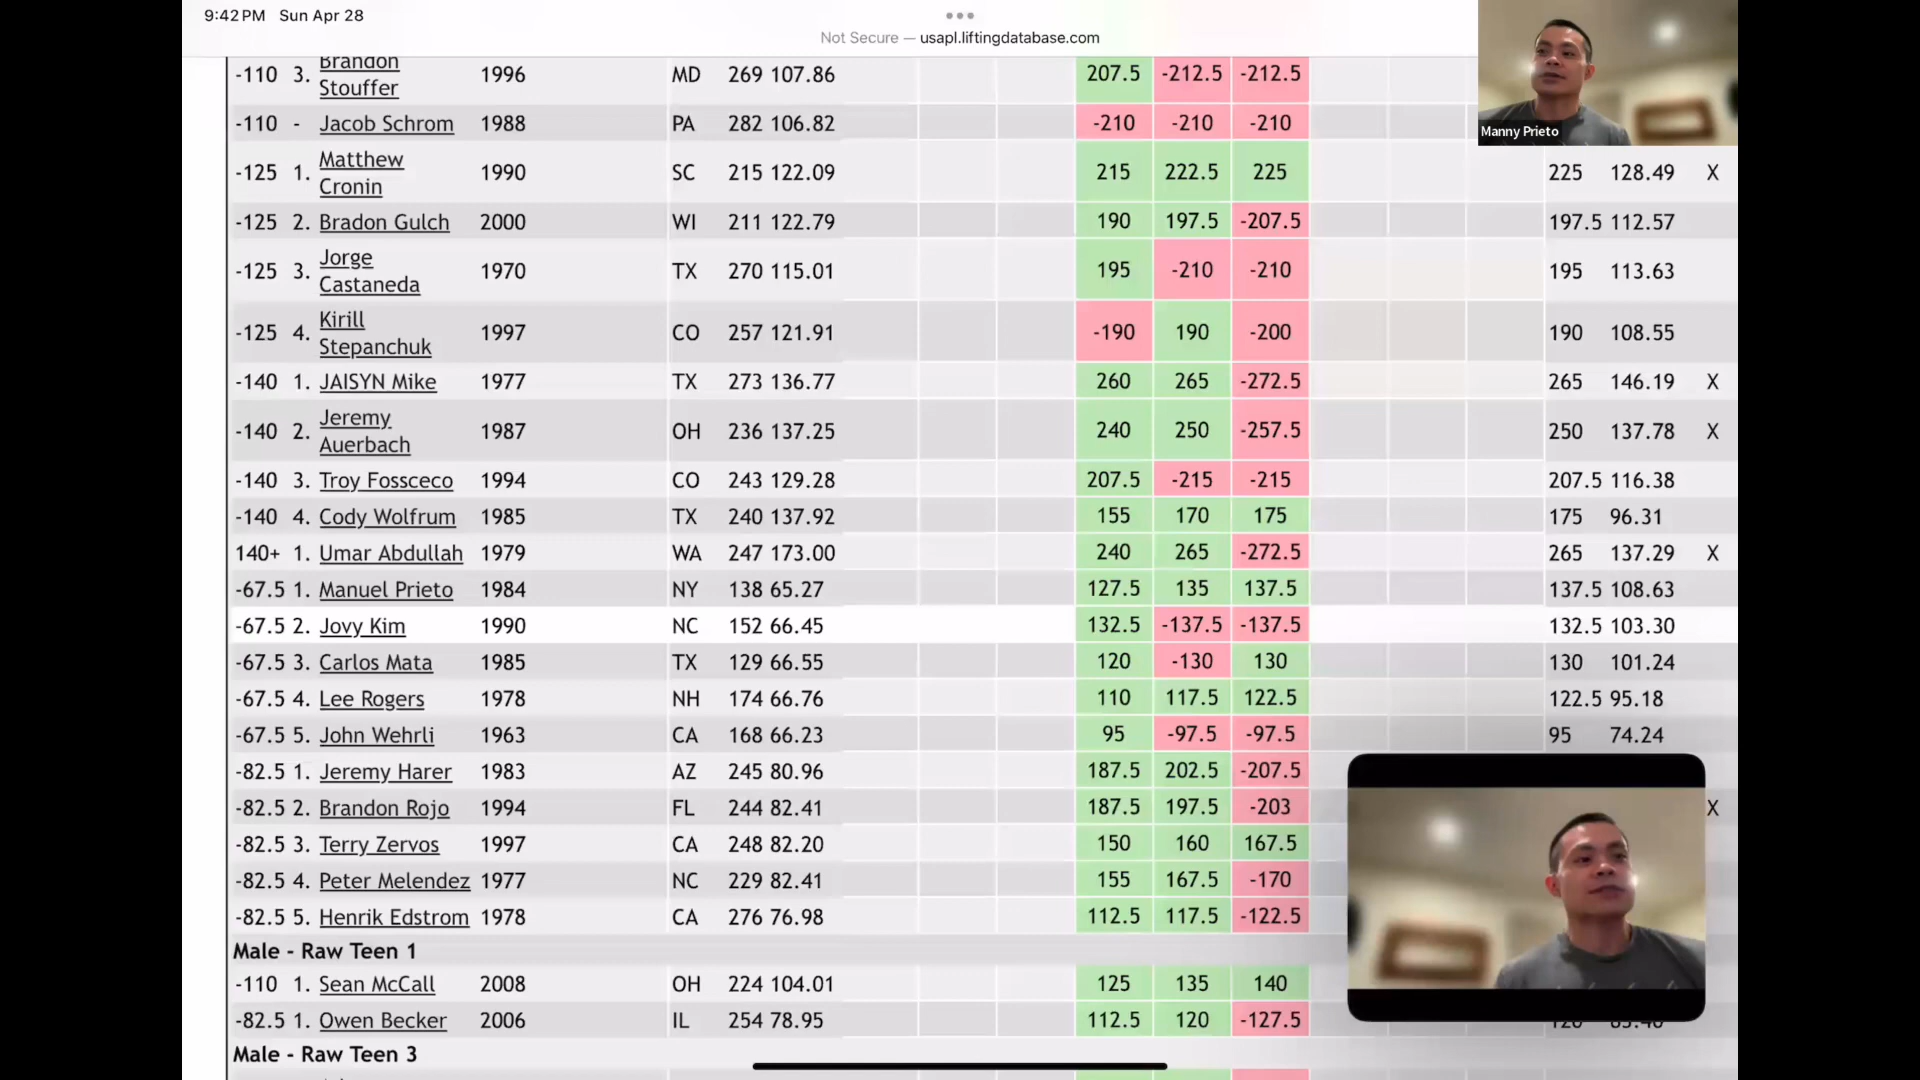 9:42 PM Sun Apr 28
Not Secure — usapl.liftingdatabase.com
Manny Prieto
-110 3. Brandon Stouffer 1996 MD 269 107.86 207.5 -212.5 -212.5
-110 - Jacob Schrom 1988 PA 282 106.82 -210 -210 -210
-125 1. Matthew Cronin 1990 SC 215 122.09 215 222.5 225 225 128.49 X
-125 2. Bradon Gulch 2000 WI 211 122.79 190 197.5 -207.5 197.5 112.57
-125 3. Jorge Castaneda 1970 TX 270 115.01 195 -210 -210 195 113.63
-125 4. Kirill Stepanchuk 1997 CO 257 121.91 -190 190 -200 190 108.55
-140 1. JAISYN Mike 1977 TX 273 136.77 260 265 -272.5 265 146.19 X
-140 2. Jeremy Auerbach 1987 OH 236 137.25 240 250 -257.5 250 137.78 X
-140 3. Troy Fossceco 1994 CO 243 129.28 207.5 -215 -215 207.5 116.38
-140 4. Cody Wolfrum 1985 TX 240 137.92 155 170 175 175 96.31
140+ 1. Umar Abdullah 1979 WA 247 173.00 240 265 -272.5 265 137.29 X
-67.5 1. Manuel Prieto 1984 NY 138 65.27 127.5 135 137.5 137.5 108.63
-67.5 2. Jovy Kim 1990 NC 152 66.45 132.5 -137.5 -137.5 132.5 103.30
-67.5 3. Carlos Mata 1985 TX 129 66.55 120 -130 130 130 101.24
-67.5 4. Lee Rogers 1978 NH 174 66.76 110 117.5 122.5 122.5 95.18
-67.5 5. John Wehrli 1963 CA 168 66.23 95 -97.5 -97.5 95 74.24
-82.5 1. Jeremy Harer 1983 AZ 245 80.96 187.5 202.5 -207.5
-82.5 2. Brandon Rojo 1994 FL 244 82.41 187.5 197.5 -203 X
-82.5 3. Terry Zervos 1997 CA 248 82.20 150 160 167.5
-82.5 4. Peter Melendez 1977 NC 229 82.41 155 167.5 -170
-82.5 5. Henrik Edstrom 1978 CA 276 76.98 112.5 117.5 -122.5
Male - Raw Teen 1
-110 1. Sean McCall 2008 OH 224 104.01 125 135 140
-82.5 1. Owen Becker 2006 IL 254 78.95 112.5 120 -127.5
Male - Raw Teen 3